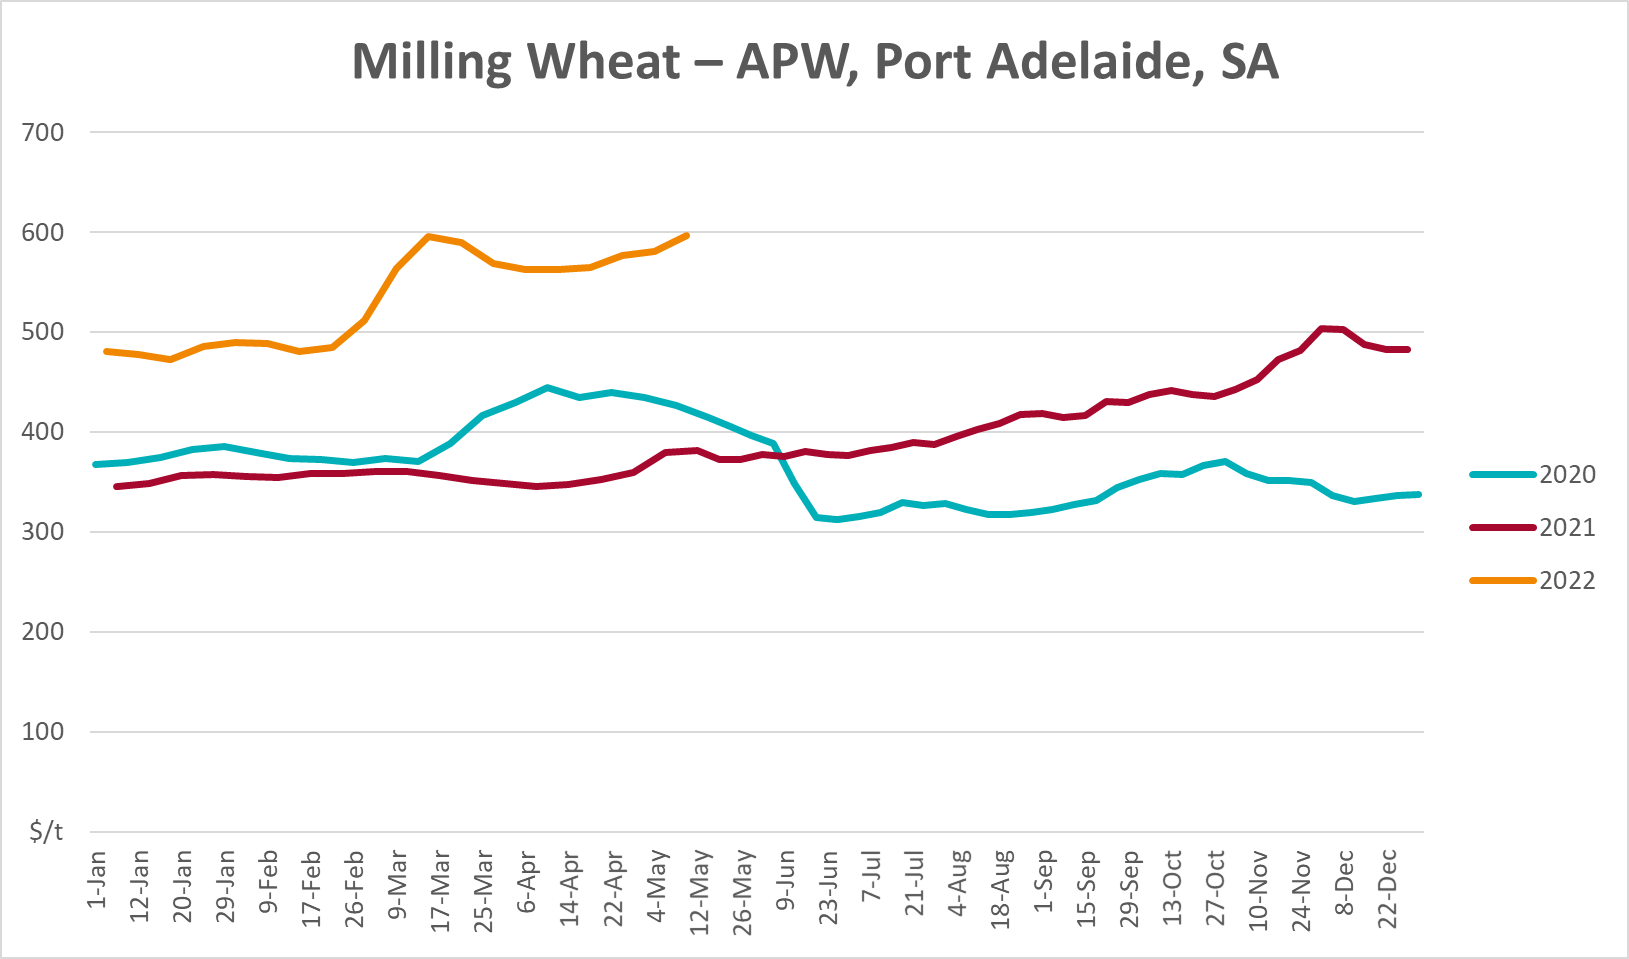 Milling Wheat – APW, Port Adelaide, SA
700
600
500
400
300
200
100
$/t
1-Jan
12-Jan
20-Jan
29-Jan
9-Feb
17-Feb
26-Feb
9-Mar
17-Mar
25-Mar
6-Apr
14-Apr
22-Apr
4-May
12-May
26-May
9-Jun
23-Jun
7-Jul
21-Jul
4-Aug
18-Aug
1-Sep
15-Sep
29-Sep
13-Oct
27-Oct
10-Nov
24-Nov
8-Dec
22-Dec
2020
2021
2022